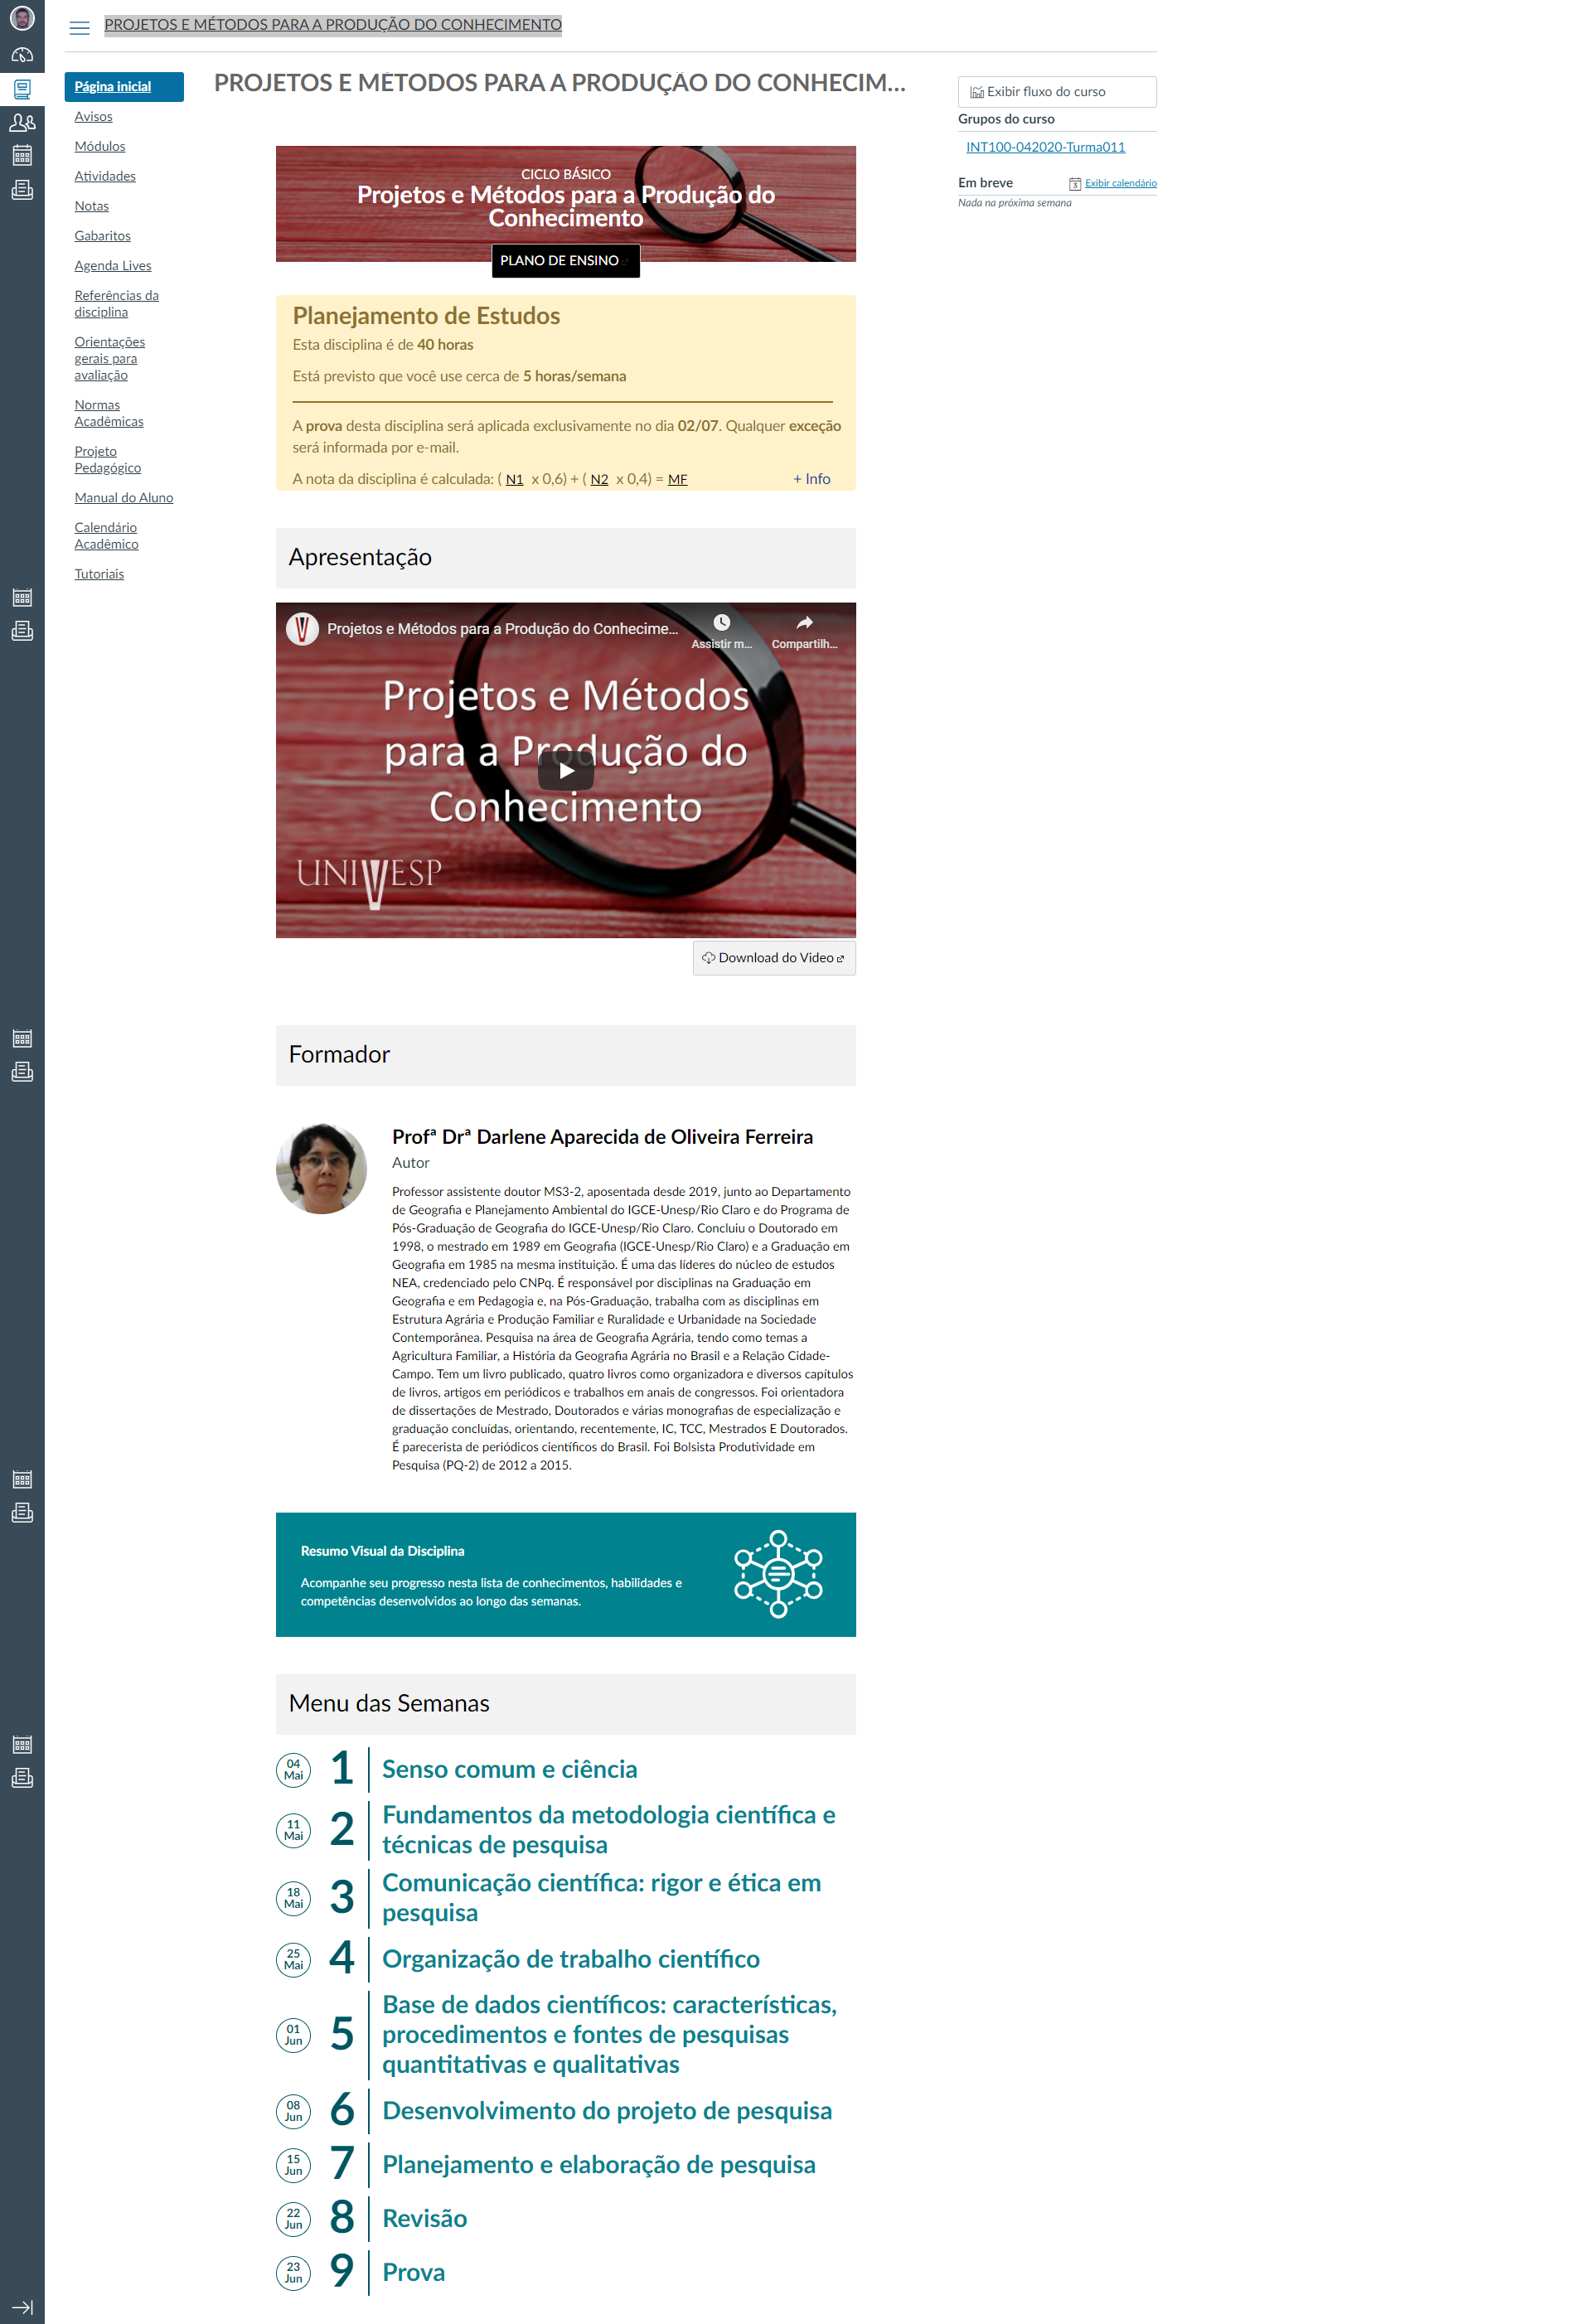 PROJETOS E MÉTODOS PARA A PRODUÇÃO DO CONHECIMENTO
Página inicial
Avisos
Módulos
Atividades
Notas
Gabaritos
Agenda Lives
Referências da
disciplina
Orientações
gerais para
avaliação
Normas
Acadêmicas
Projeto
Pedagógico
Manual do Aluno
Calendário
Acadêmico
Tutoriais
PROJETOS E MÉTODOS PARA A PRODUÇÃO DO CONHECIM...
CICLO BÁSICO
Projetos e Métodos para a Produção do
Conhecimento
PLANO DE ENSINO
Planejamento de Estudos
Esta disciplina é de 40 horas
Está previsto que você use cerca de 5 horas/semana
A prova desta disciplina será aplicada exclusivamente no dia 02/07. Qualquer exceção
será informada por e-mail.
A nota da disciplina é calculada: ( N1 x 0,6) + ( N2 x 0,4) = MF
+ Info
Apresentação
Projetos e Métodos para a Produção do Conhecime...
Assistir m...
Compartilh...
Projetos e Métodos
para a Produção do
Conhecimento
UNIVESP
Download do Video
Formador
Profª Drª Darlene Aparecida de Oliveira Ferreira
Autor
Professor assistente doutor MS3-2, aposentada desde 2019, junto ao Departamento
de Geografia e Planejamento Ambiental do IGCE-Unesp/Rio Claro e do Programa de
Pós-Graduação de Geografia do IGCE-Unesp/Rio Claro. Concluiu o Doutorado em
1998, o mestrado em 1989 em Geografia (IGCE-Unesp/Rio Claro) e a Graduação em
Geografia em 1985 na mesma instituição. É uma das líderes do núcleo de estudos
NEA, credenciado pelo CNPq. É responsável por disciplinas na Graduação em
Geografia e em Pedagogia e, na Pós-Graduação, trabalha com as disciplinas em
Estrutura Agrária e Produção Familiar e Ruralidade e Urbanidade na Sociedade
Contemporânea. Pesquisa na área de Geografia Agrária, tendo como temas a
Agricultura Familiar, a História da Geografia Agrária no Brasil e a Relação Cidade-
Campo. Tem um livro publicado, quatro livros como organizadora e diversos capítulos
de livros, artigos em periódicos e trabalhos em anais de congressos. Foi orientadora
de dissertações de Mestrado, Doutorados e várias monografias de especialização e
graduação concluídas, orientando, recentemente, IC, TCC, Mestrados E Doutorados.
É parecerista de periódicos científicos do Brasil. Foi Bolsista Produtividade em
Pesquisa (PQ-2) de 2012 a 2015.
Resumo Visual da Disciplina
Acompanhe seu progresso nesta lista de conhecimentos, habilidades e
competências desenvolvidos ao longo das semanas.
Menu das Semanas
04
Mai
1
Senso comum e ciência
11
Mai
2
Fundamentos da metodologia científica e
técnicas de pesquisa
18
Mai
3
Comunicação científica: rigor e ética em
pesquisa
25
Mai
4
Organização de trabalho científico
01
Jun
5
Base de dados científicos: características,
procedimentos e fontes de pesquisas
quantitativas e qualitativas
08
Jun
6
Desenvolvimento do projeto de pesquisa
15
Jun
7
Planejamento e elaboração de pesquisa
22
Jun
8
Revisão
23
Jun
9
Prova
Exibir fluxo do curso
Grupos do curso
INT100-042020-Turma011
Em breve
3
Exibir calendário
Nada na próxima semana